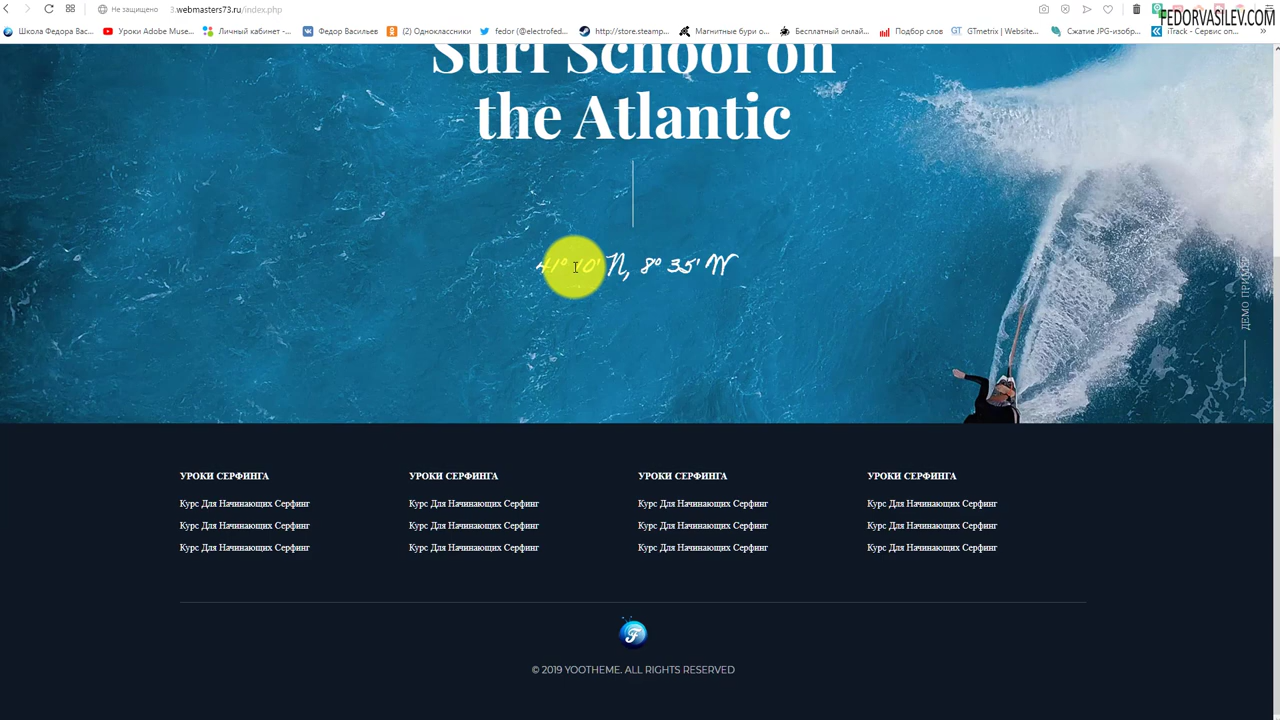 Не защищено 3.webmasters73.ru/index.php
FEDORVASILEV.COM
Школа Федора Вас... Уроки Adobe Muse... Личный кабинет -... Федор Васильев (2) Одноклассники fedor (@electrofed... http://store.steamp... Магнитные бури о... Бесплатный онлай... Подбор слов GTmetrix | Website... Сжатие JPG-изобр... iTrack - Сервис оп...
Surf School on
the Atlantic
41° 10' N, 8° 35' W
УРОКИ СЕРФИНГА УРОКИ СЕРФИНГА УРОКИ СЕРФИНГА УРОКИ СЕРФИНГА
Курс Для Начинающих Серфинг Курс Для Начинающих Серфинг Курс Для Начинающих Серфинг Курс Для Начинающих Серфинг
Курс Для Начинающих Серфинг Курс Для Начинающих Серфинг Курс Для Начинающих Серфинг Курс Для Начинающих Серфинг
Курс Для Начинающих Серфинг Курс Для Начинающих Серфинг Курс Для Начинающих Серфинг Курс Для Начинающих Серфинг
© 2019 YOOTHEME. ALL RIGHTS RESERVED
ДЕМО